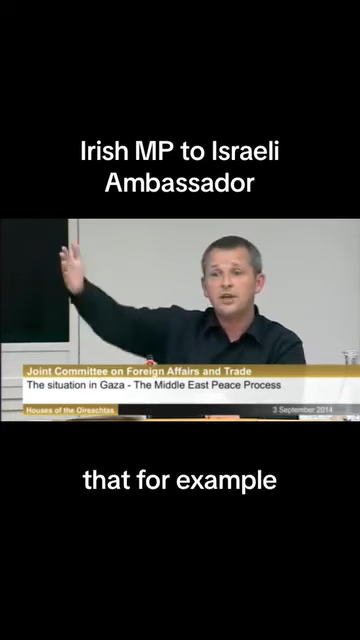 Irish MP to Israeli
Ambassador
Joint Committee on Foreign Affairs and Trade
The situation in Gaza - The Middle East Peace Process
Houses of the Oireachtas
3 September 2014
that for example